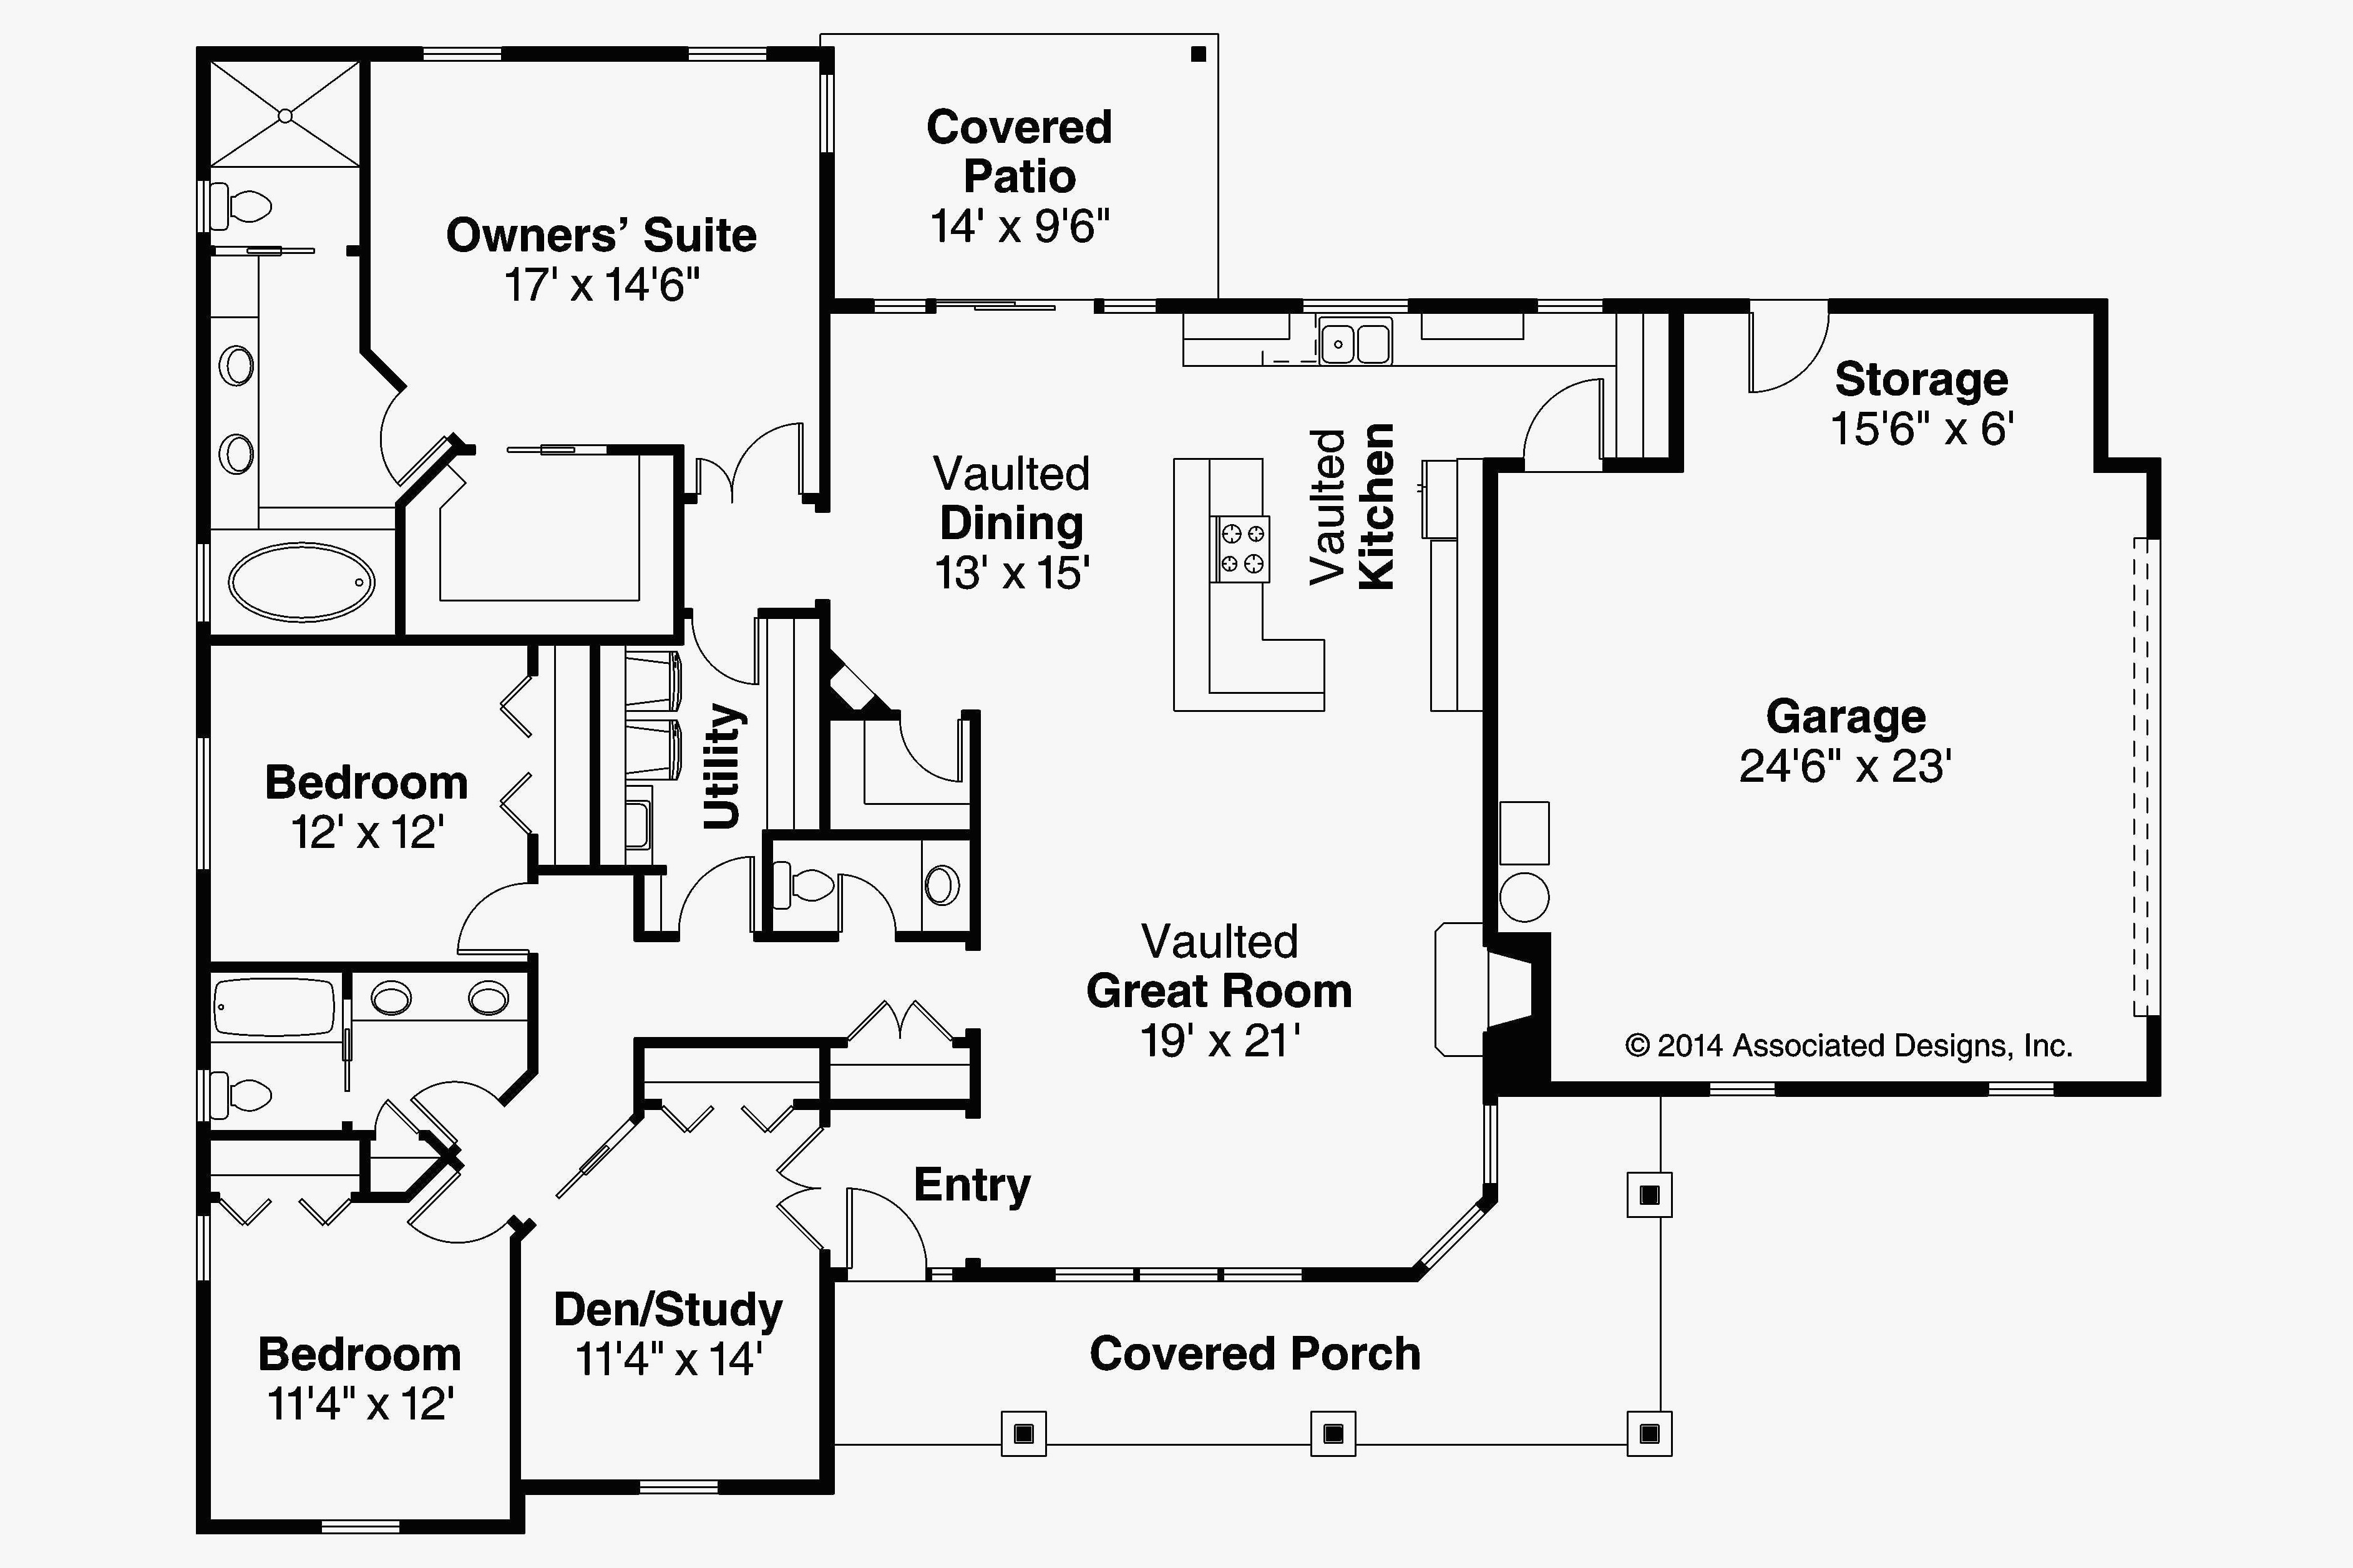 Covered
Patio
14' x 9'6"
Owners’ Suite
17' x 14'6"
Storage
15'6" x 6'
Vaulted
Dining
13' x 15'
Vaulted
Kitchen
Garage
24'6" x 23'
Utility
Bedroom
12' x 12'
Vaulted
Great Room
19' x 21'
© 2014 Associated Designs, Inc.
Entry
Den/Study
11'4" x 14'
Bedroom
11'4" x 12'
Covered Porch